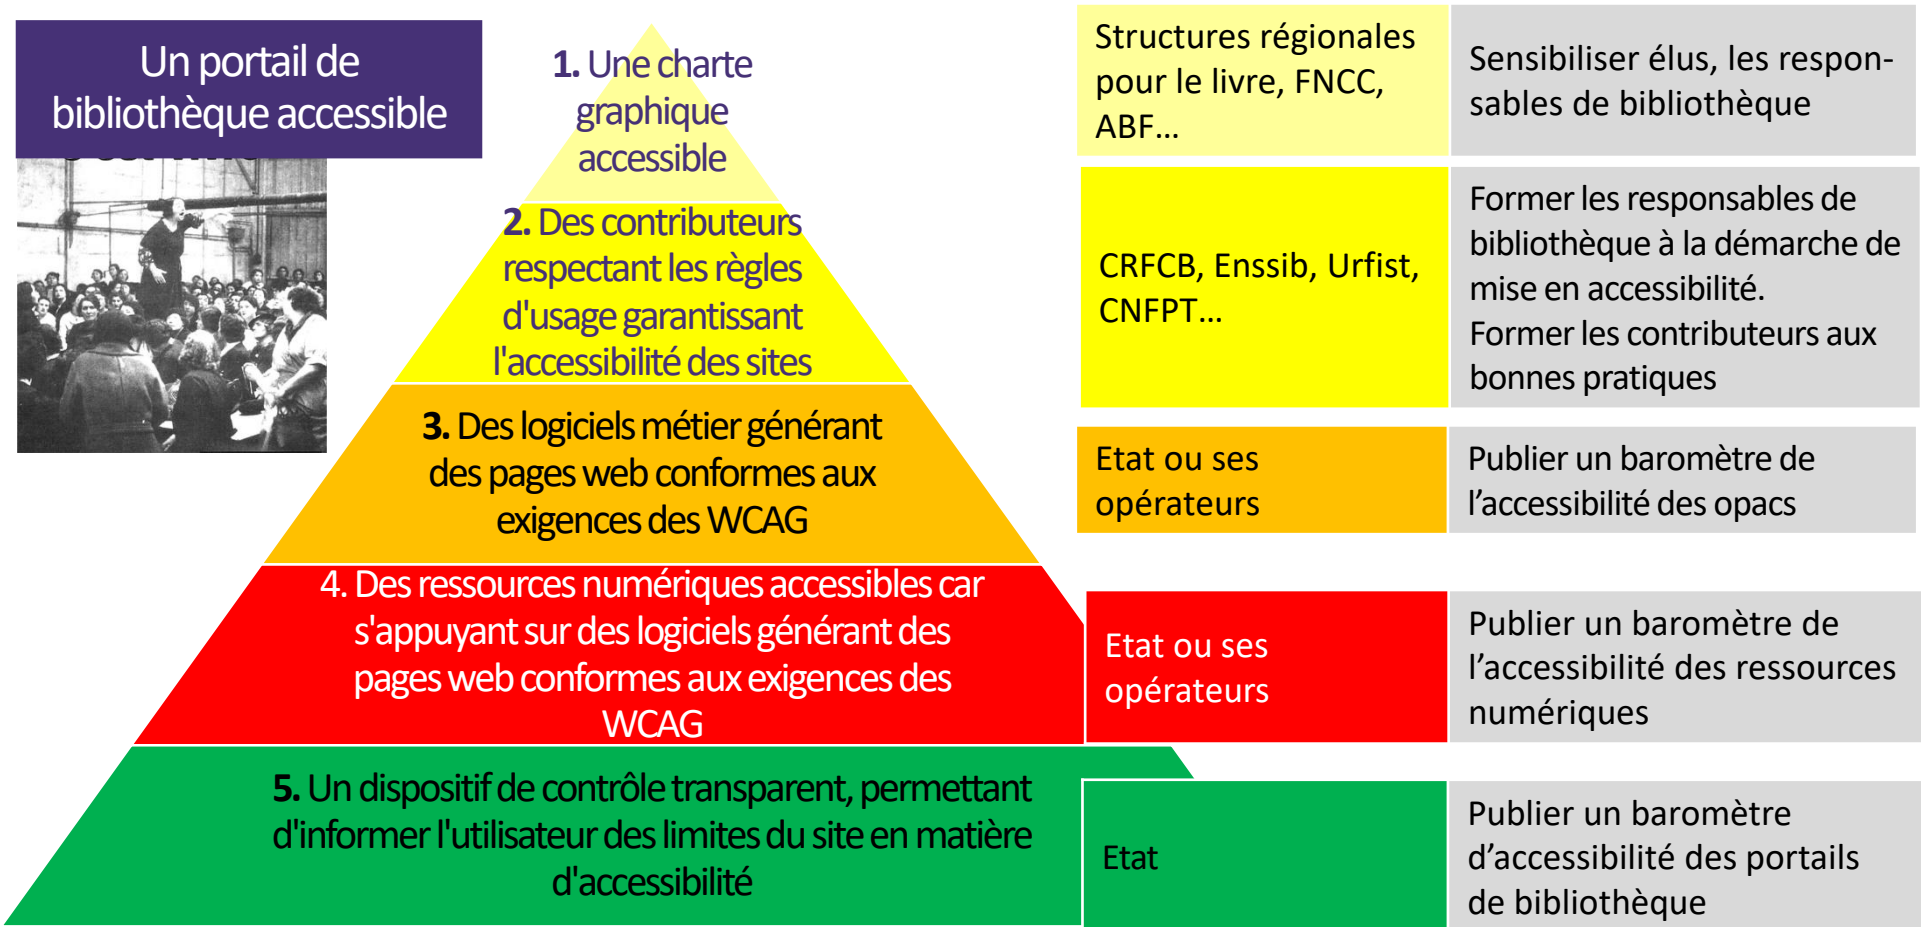 Un portail de
bibliothèque accessible
1. Une charte
graphique
accessible
2. Des contributeurs
respectant les règles
d'usage garantissant
l'accessibilité des sites
3. Des logiciels métier générant
des pages web conformes aux
exigences des WCAG
4. Des ressources numériques accessibles car
s'appuyant sur des logiciels générant des
pages web conformes aux exigences des
WCAG
5. Un dispositif de contrôle transparent, permettant
d'informer l'utilisateur des limites du site en matière
d'accessibilité
Structures régionales
pour le livre, FNCC,
ABF…
Sensibiliser élus, les respon-
sables de bibliothèque
CRFCB, Enssib, Urfist,
CNFPT…
Former les responsables de
bibliothèque à la démarche de
mise en accessibilité.
Former les contributeurs aux
bonnes pratiques
Etat ou ses
opérateurs
Publier un baromètre de
l’accessibilité des opacs
Etat ou ses
opérateurs
Publier un baromètre de
l’accessibilité des ressources
numériques
Etat
Publier un baromètre
d’accessibilité des portails
de bibliothèque